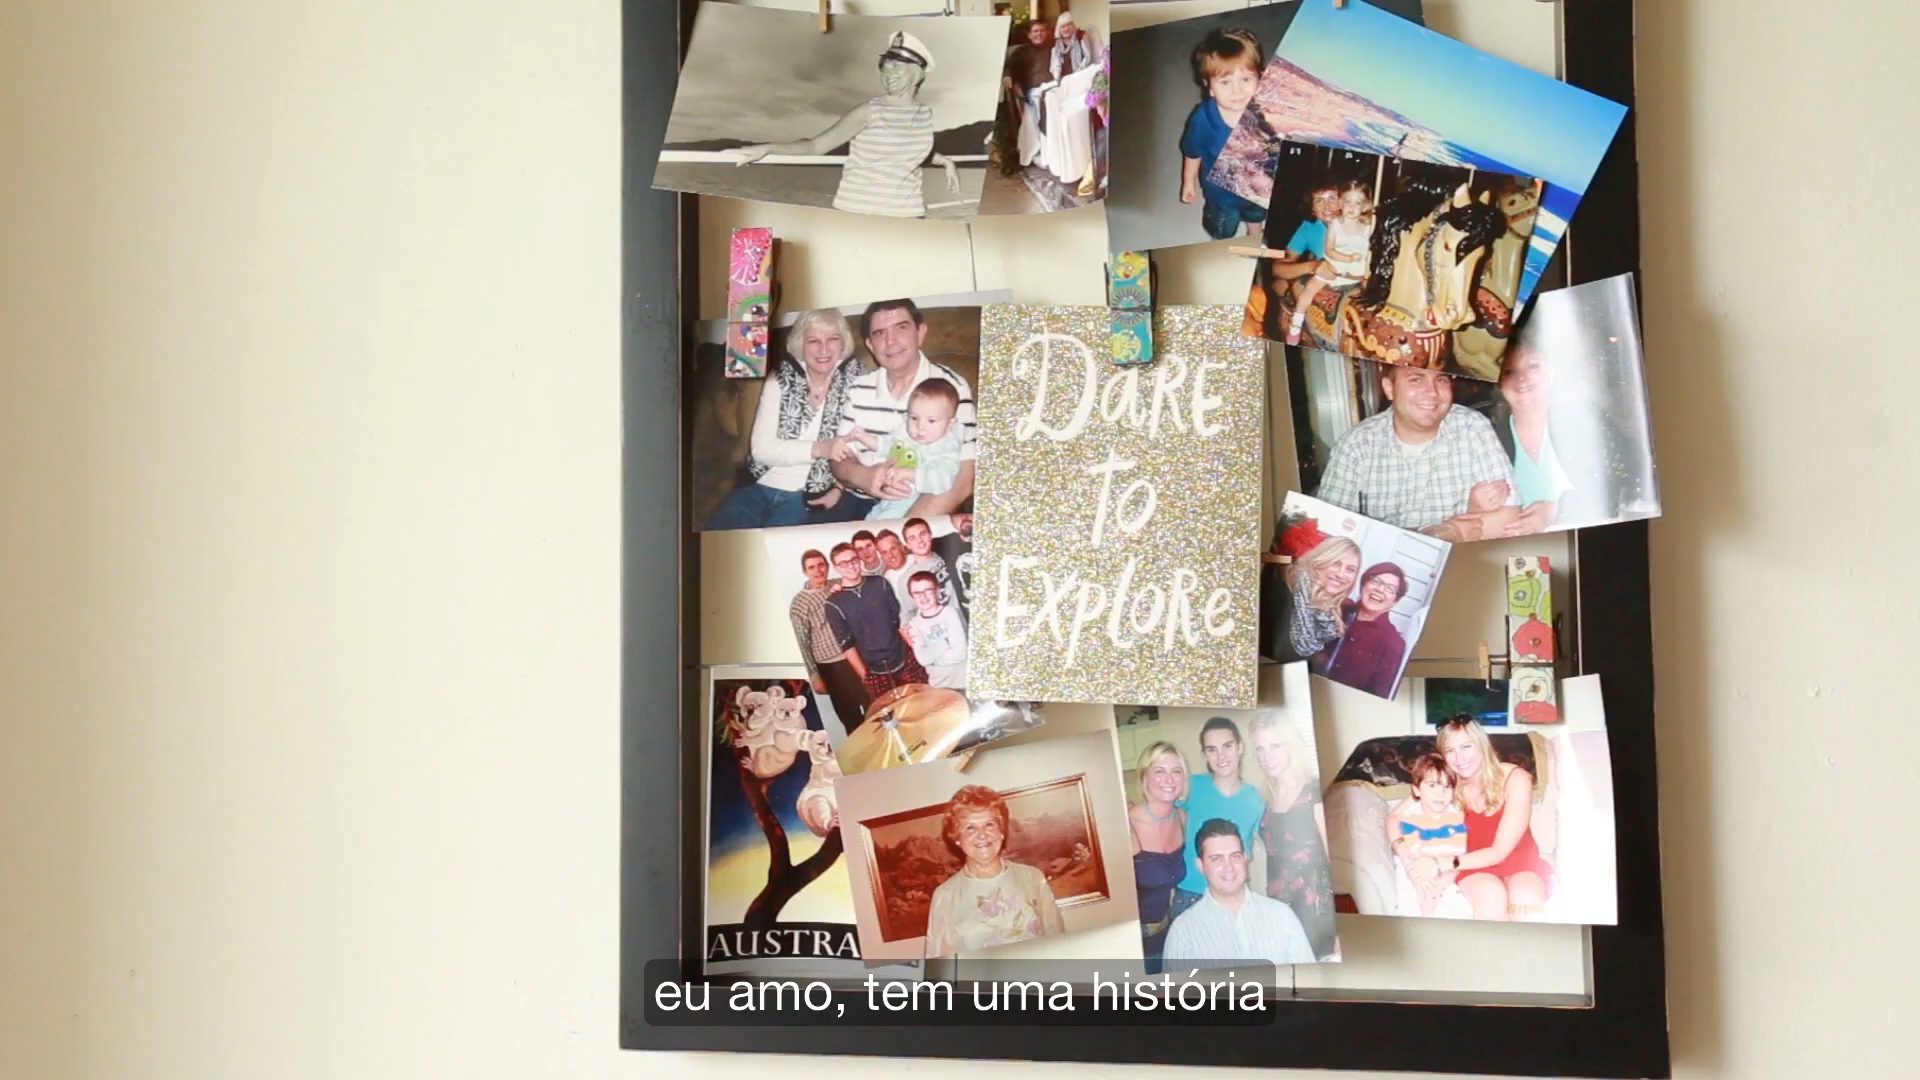 DaRE
to
ExploRe
AUSTRA
eu amo, tem uma história